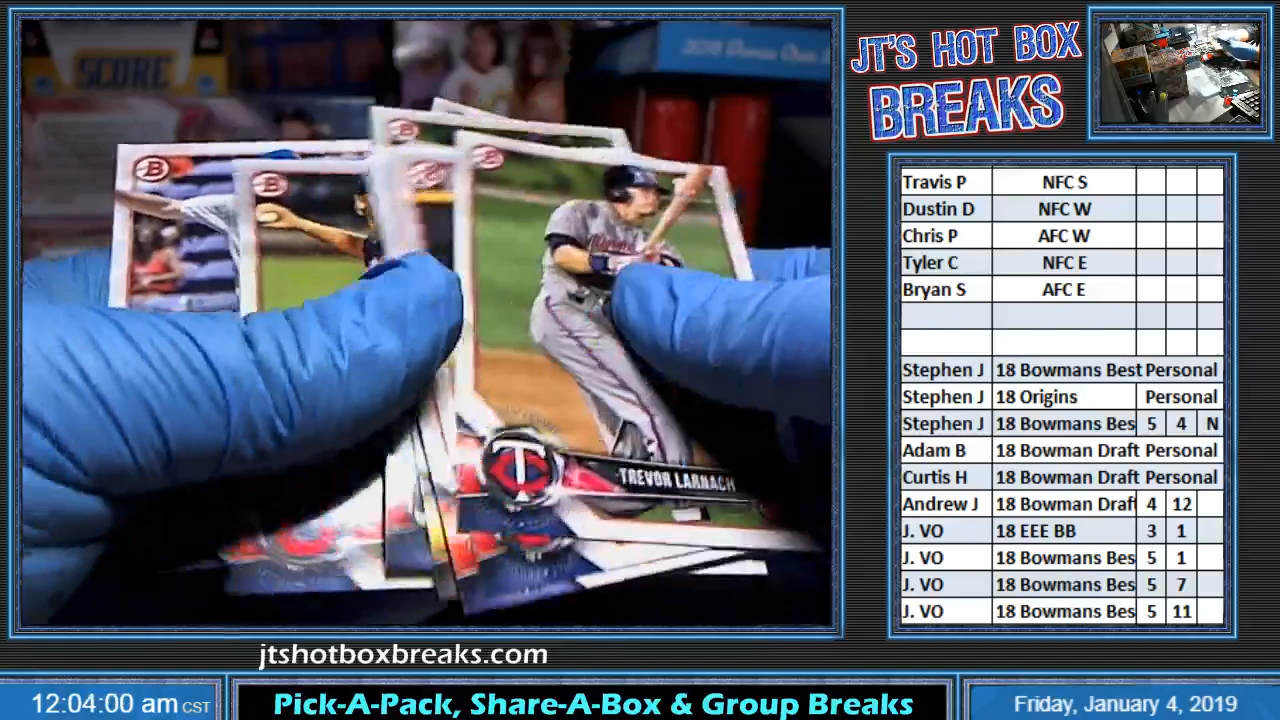 SCORE
JT'S HOT BOX
BREAKS
B
B
B
B
B
TREVOR LARNACH
TC
Travis P NFC S
Dustin D NFC W
Chris P AFC W
Tyler C NFC E
Bryan S AFC E
Stephen J 18 Bowmans Best Personal
Stephen J 18 Origins Personal
Stephen J 18 Bowmans Bes 5 4 N
Adam B 18 Bowman Draft Personal
Curtis H 18 Bowman Draft Personal
Andrew J 18 Bowman Draft 4 12
J. VO 18 EEE BB 3 1
J. VO 18 Bowmans Bes 5 1
J. VO 18 Bowmans Bes 5 7
J. VO 18 Bowmans Bes 5 11
jtshotboxbreaks.com
12:04:00 am CST
Pick-A-Pack, Share-A-Box & Group Breaks
Friday, January 4, 2019